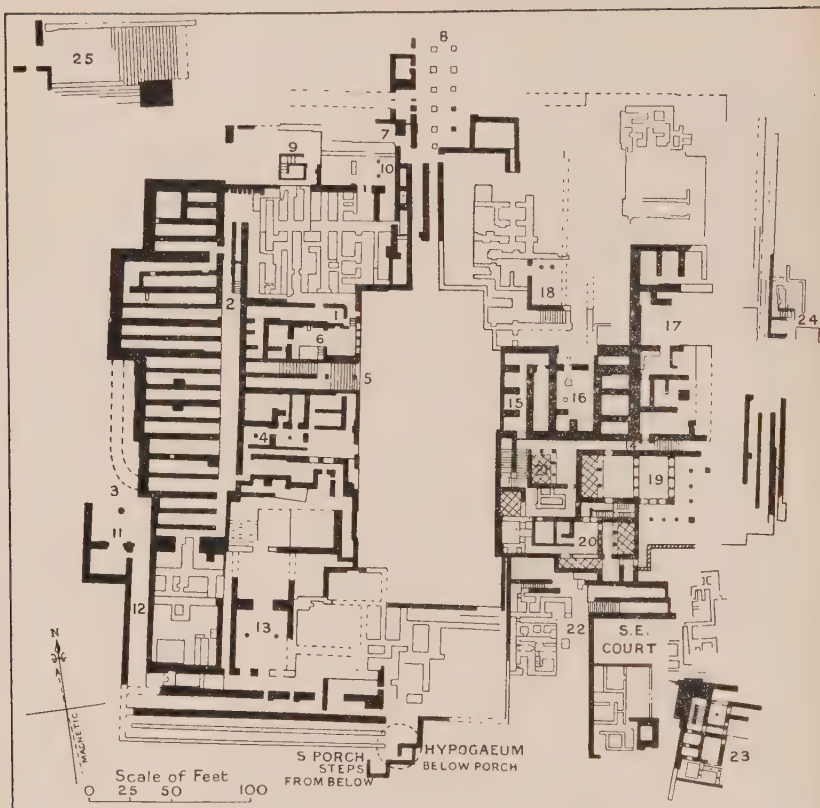 8
25
7
9
10
1
2
1
18
17
24
6
5
15
16
4
14
3
21
19
11
20
12
13
22
S.E.
COURT
23
N
MAGNETIC
S PORCH
STEPS
FROM BELOW
HYPOGAEUM
BELOW PORCH
Scale of Feet
0 25 50 100